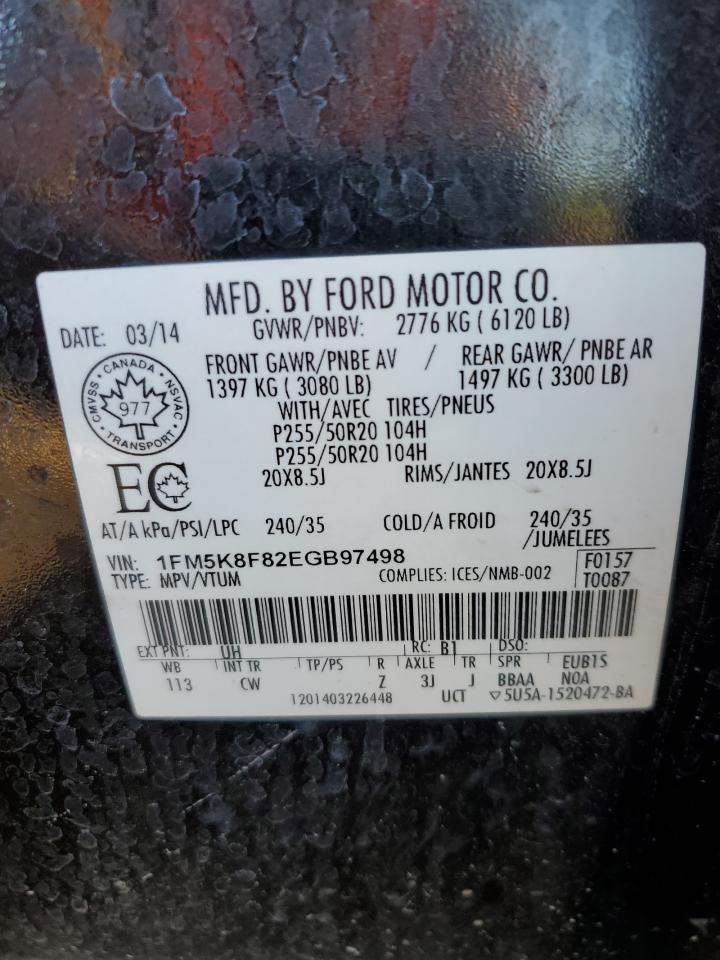 MFD. BY FORD MOTOR CO.
DATE: 03/14
GVWR/PNBV: 2776 KG ( 6120 LB)
FRONT GAWR/PNBE AV / REAR GAWR/ PNBE AR
1397 KG ( 3080 LB) 1497 KG ( 3300 LB)
WITH/AVEC TIRES/PNEUS
P255/50R20 104H
P255/50R20 104H
20X8.5J RIMS/JANTES 20X8.5J
CANADA
CMVSS NSVAC
977
TRANSPORT
EC
AT/A kPa/PSI/LPC 240/35 COLD/A FROID 240/35
/JUMELEES
VIN: 1FM5K8F82EGB97498
TYPE: MPV/VTUM COMPLIES: ICES/NMB-002
F0157
T0087
EXT PNT: UH RC: B1 DSO:
WB INT TR TP/PS R AXLE TR SPR EUB1S
113 CW Z 3J J BBAA NOA
1201403226448 UCT ▽5U5A-1520472-BA